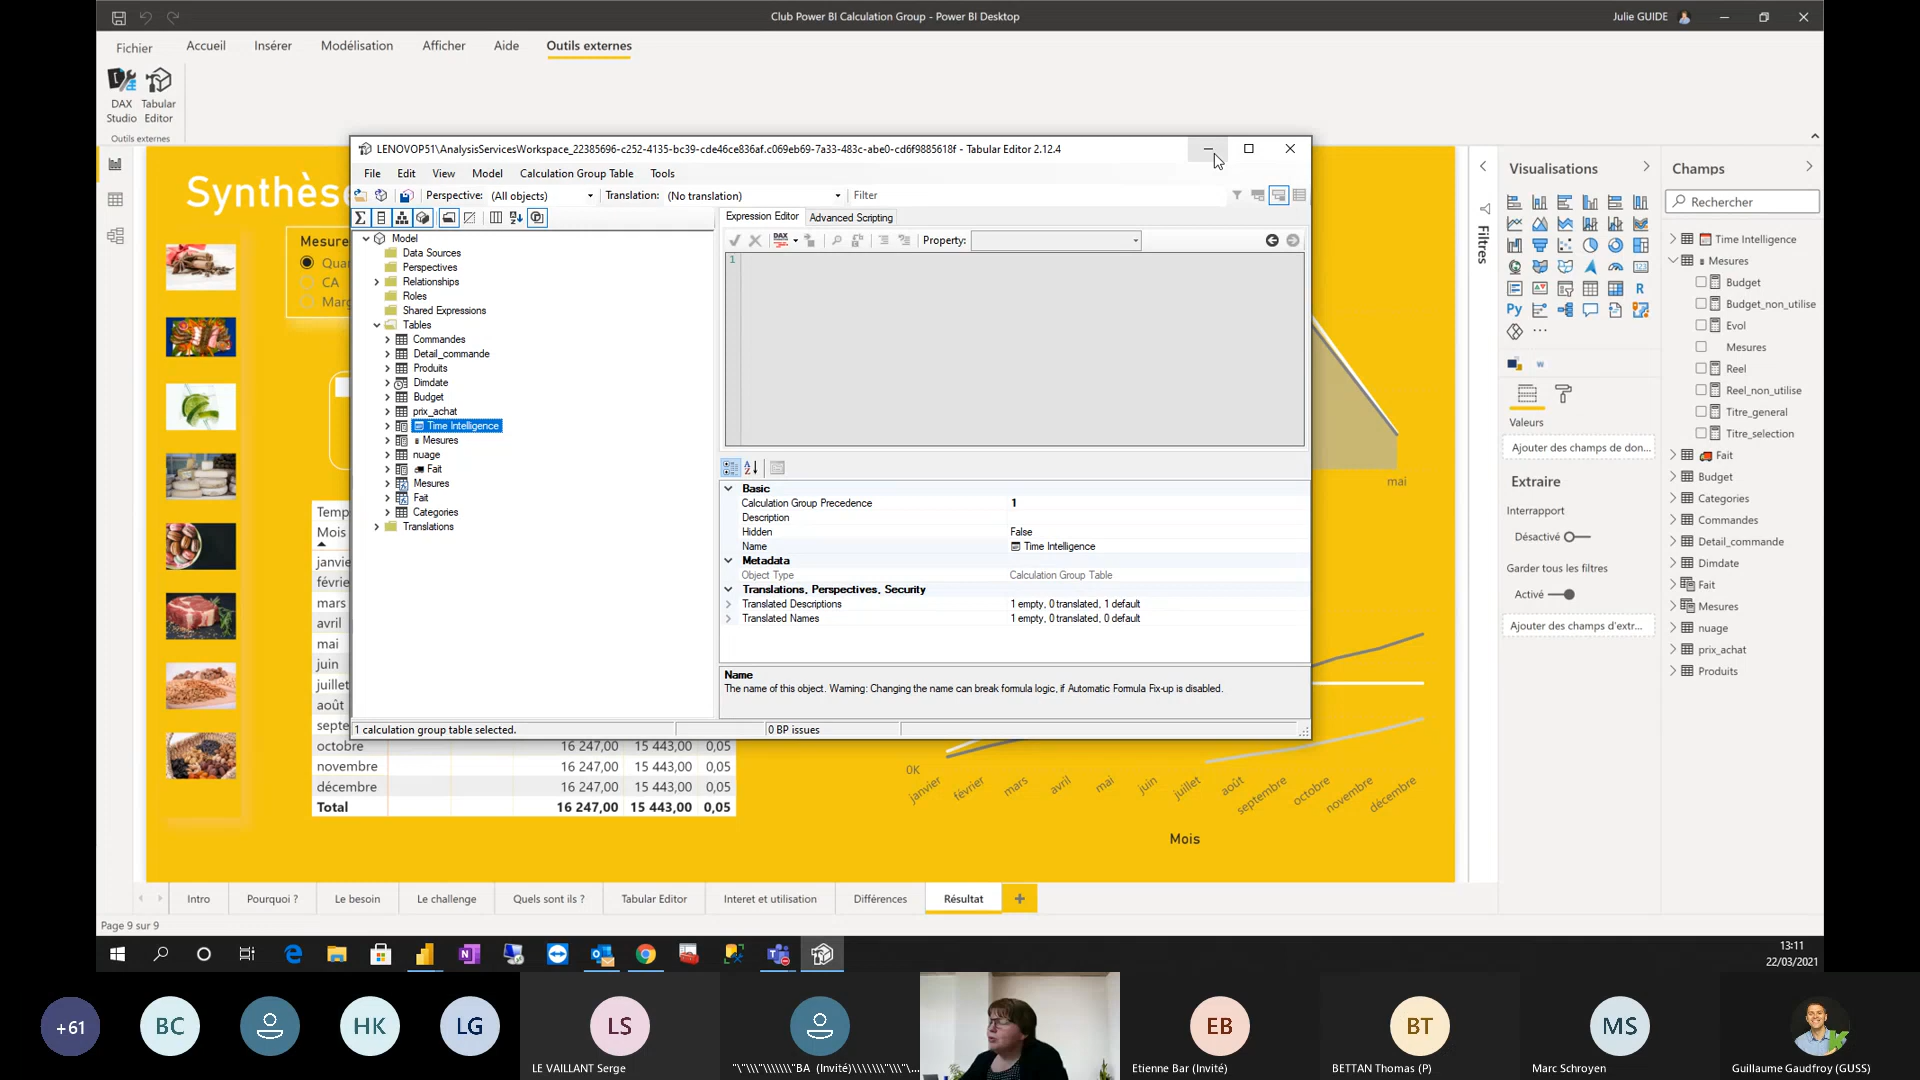 Club Power BI Calculation Group - Power BI Desktop
Julie GUIDE
Fichier
Accueil
Insérer
Modélisation
Afficher
Aide
Outils externes
DAX Studio
Tabular Editor
Outils externes
Synthèse
Mesure
Quan
CA
Marg
LENOVOP51\AnalysisServicesWorkspace_22385696-c252-4135-bc39-cde46ce836af.c069eb69-7a33-483c-abe0-cd6f9885618f - Tabular Editor 2.12.4
File
Edit
View
Model
Calculation Group Table
Tools
Perspective:
(All objects)
Translation:
(No translation)
Filter
Model
Data Sources
Perspectives
Relationships
Roles
Shared Expressions
Tables
Commandes
Detail_commande
Produits
Dimdate
Budget
prix_achat
Time Intelligence
Mesures
nuage
Fait
Mesures
Fait
Categories
Translations
Expression Editor
Advanced Scripting
DAX
Property:
1
Basic
Calculation Group Precedence 1
Description
Hidden False
Name Time Intelligence
Metadata
Object Type Calculation Group Table
Translations, Perspectives, Security
Translated Descriptions 1 empty, 0 translated, 1 default
Translated Names 1 empty, 0 translated, 0 default
Name
The name of this object. Warning: Changing the name can break formula logic, if Automatic Formula Fix-up is disabled.
1 calculation group table selected.
0 BP issues
Temp
Mois
janvie
févrie
mars
avril
mai
juin
juillet
août
septe
octobre 16 247,00 15 443,00 0,05
novembre 16 247,00 15 443,00 0,05
décembre 16 247,00 15 443,00 0,05
Total 16 247,00 15 443,00 0,05
mai
0K
janvier
février
mars
avril
mai
juin
juillet
août
septembre
octobre
novembre
décembre
Mois
Filtres
Visualisations
R
Py
Valeurs
Ajouter des champs de don...
Extraire
Interrapport
Désactivé
Garder tous les filtres
Activé
Ajouter des champs d'extr...
Champs
Rechercher
Time Intelligence
Mesures
Budget
Budget_non_utilise
Evol
Mesures
Reel
Reel_non_utilise
Titre_general
Titre_selection
Fait
Budget
Categories
Commandes
Detail_commande
Dimdate
Fait
Mesures
nuage
prix_achat
Produits
Intro
Pourquoi ?
Le besoin
Le challenge
Quels sont ils ?
Tabular Editor
Interet et utilisation
Différences
Résultat
Page 9 sur 9
13:11
22/03/2021
+61
BC
HK
LG
LS
LE VAILLANT Serge
EB
Etienne Bar (Invité)
BT
BETTAN Thomas (P)
MS
Marc Schroyen
Guillaume Gaudfroy (GUSS)